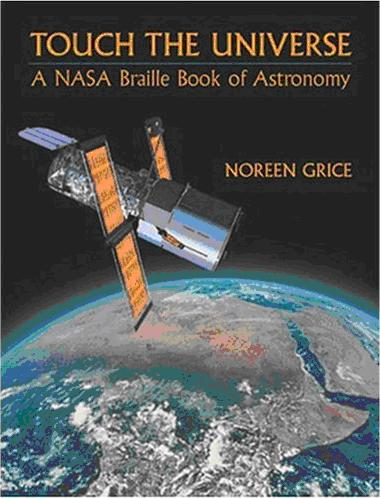 TOUCH THE UNIVERSE
A NASA Braille Book of Astronomy
NOREEN GRICE